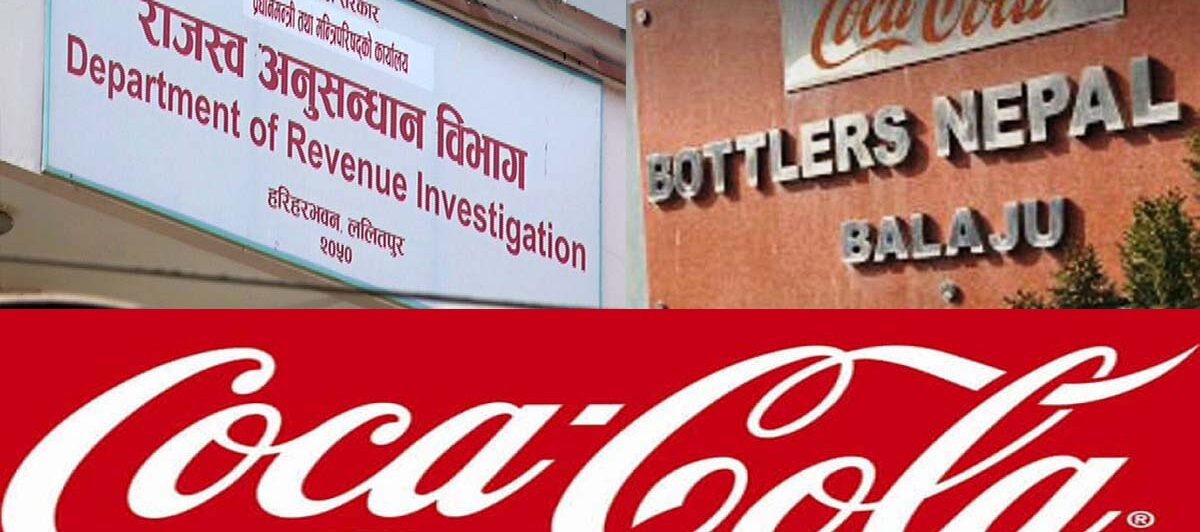 सरकार
प्रधानमन्त्री तथा मन्त्रिपरिषद्को कार्यालय
राजस्व अनुसन्धान विभाग
Department of Revenue Investigation
हरिहरभवन, ललितपुर
२०५०
Coca Cola
BOTTLERS NEPAL
BALAJU
Coca-Cola®